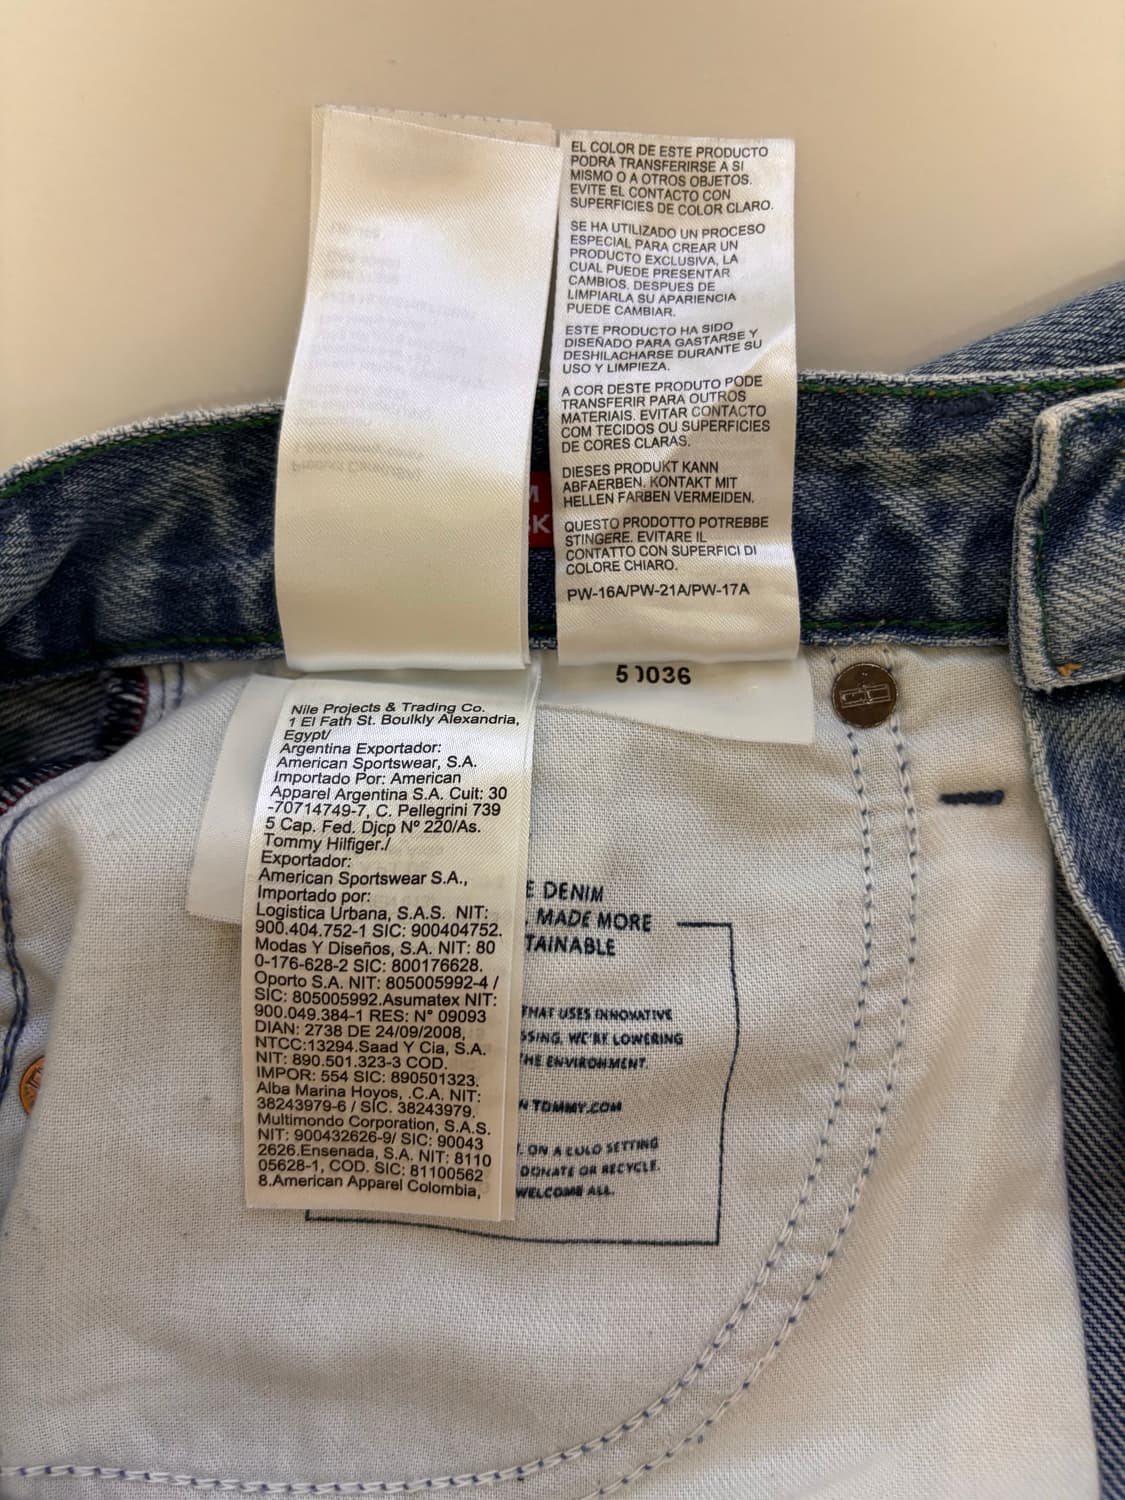 EL COLOR DE ESTE PRODUCTO
PODRA TRANSFERIRSE A SI
MISMO O A OTROS OBJETOS.
EVITE EL CONTACTO CON
SUPERFICIES DE COLOR CLARO.
SE HA UTILIZADO UN PROCESO
ESPECIAL PARA CREAR UN
PRODUCTO EXCLUSIVA, LA
CUAL PUEDE PRESENTAR
CAMBIOS. DESPUES DE
LIMPIARLA SU APARIENCIA
PUEDE CAMBIAR.
ESTE PRODUCTO HA SIDO
DISEÑADO PARA GASTARSE Y
DESHILACHARSE DURANTE SU
USO Y LIMPIEZA.
A COR DESTE PRODUTO PODE
TRANSFERIR PARA OUTROS
MATERIAIS. EVITAR CONTACTO
COM TECIDOS OU SUPERFICIES
DE CORES CLARAS.
DIESES PRODUKT KANN
ABFAERBEN. KONTAKT MIT
HELLEN FARBEN VERMEIDEN.
QUESTO PRODOTTO POTREBBE
STINGERE. EVITARE IL
CONTATTO CON SUPERFICI DI
COLORE CHIARO.
PW-16A/PW-21A/PW-17A
0036
Nile Projects & Trading Co.
1 El Fath St. Boulkly Alexandria,
Egypt/
Argentina Exportador:
American Sportswear, S.A.
Importado Por: American
Apparel Argentina S.A. Cuit: 30
-70714749-7, C. Pellegrini 739
5 Cap. Fed. Djcp Nº 220/As.
Tommy Hilfiger./
Exportador:
American Sportswear S.A.,
Importado por:
Logistica Urbana, S.A.S. NIT:
900.404.752-1 SIC: 900404752.
Modas Y Diseños, S.A. NIT: 80
0-176-628-2 SIC: 800176628.
Oporto S.A. NIT: 805005992-4 /
SIC: 805005992.Asumatex NIT:
900.049.384-1 RES: N° 09093
DIAN: 2738 DE 24/09/2008,
NTCC:13294.Saad Y Cia, S.A.
NIT: 890.501.323-3 COD.
IMPOR: 554 SIC: 890501323.
Alba Marina Hoyos, .C.A. NIT:
38243979-6 / SIC. 38243979.
Multimondo Corporation, S.A.S.
NIT: 900432626-9/ SIC: 90043
2626.Ensenada, S.A. NIT: 8110
05628-1, COD. SIC: 81100562
8.American Apparel Colombia,
DENIM
MADE MORE
TAINABLE
THAT USES INNOVATIVE
SSING, WE'RE LOWERING
THE ENVIRONMENT.
TOMMY.COM
ON A COLD SETTING
DONATE OR RECYCLE.
WELCOME ALL.